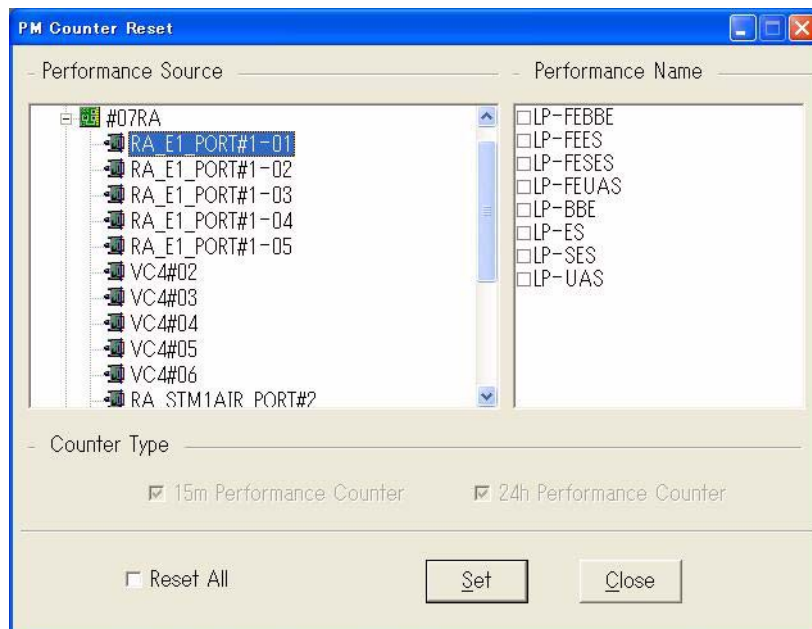 PM Counter Reset
Performance Source
Performance Name
#07RA
RA_E1_PORT#1-01
RA_E1_PORT#1-02
RA_E1_PORT#1-03
RA_E1_PORT#1-04
RA_E1_PORT#1-05
VC4#02
VC4#03
VC4#04
VC4#05
VC4#06
RA_STM1AIR_PORT#2
LP-FEBBE
LP-FEES
LP-FESES
LP-FEUAS
LP-BBE
LP-ES
LP-SES
LP-UAS
Counter Type
15m Performance Counter
24h Performance Counter
Reset All
Set
Close